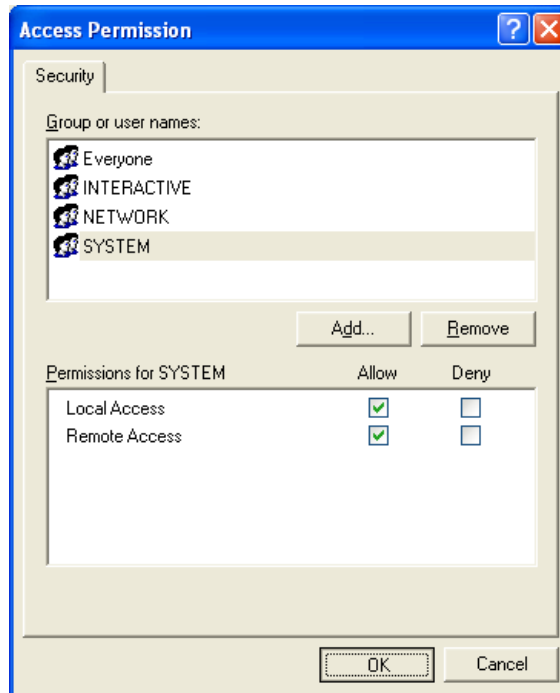 Access Permission
Security
Group or user names:
Everyone
INTERACTIVE
NETWORK
SYSTEM
Add... Remove
Permissions for SYSTEM Allow Deny
Local Access
Remote Access
OK Cancel